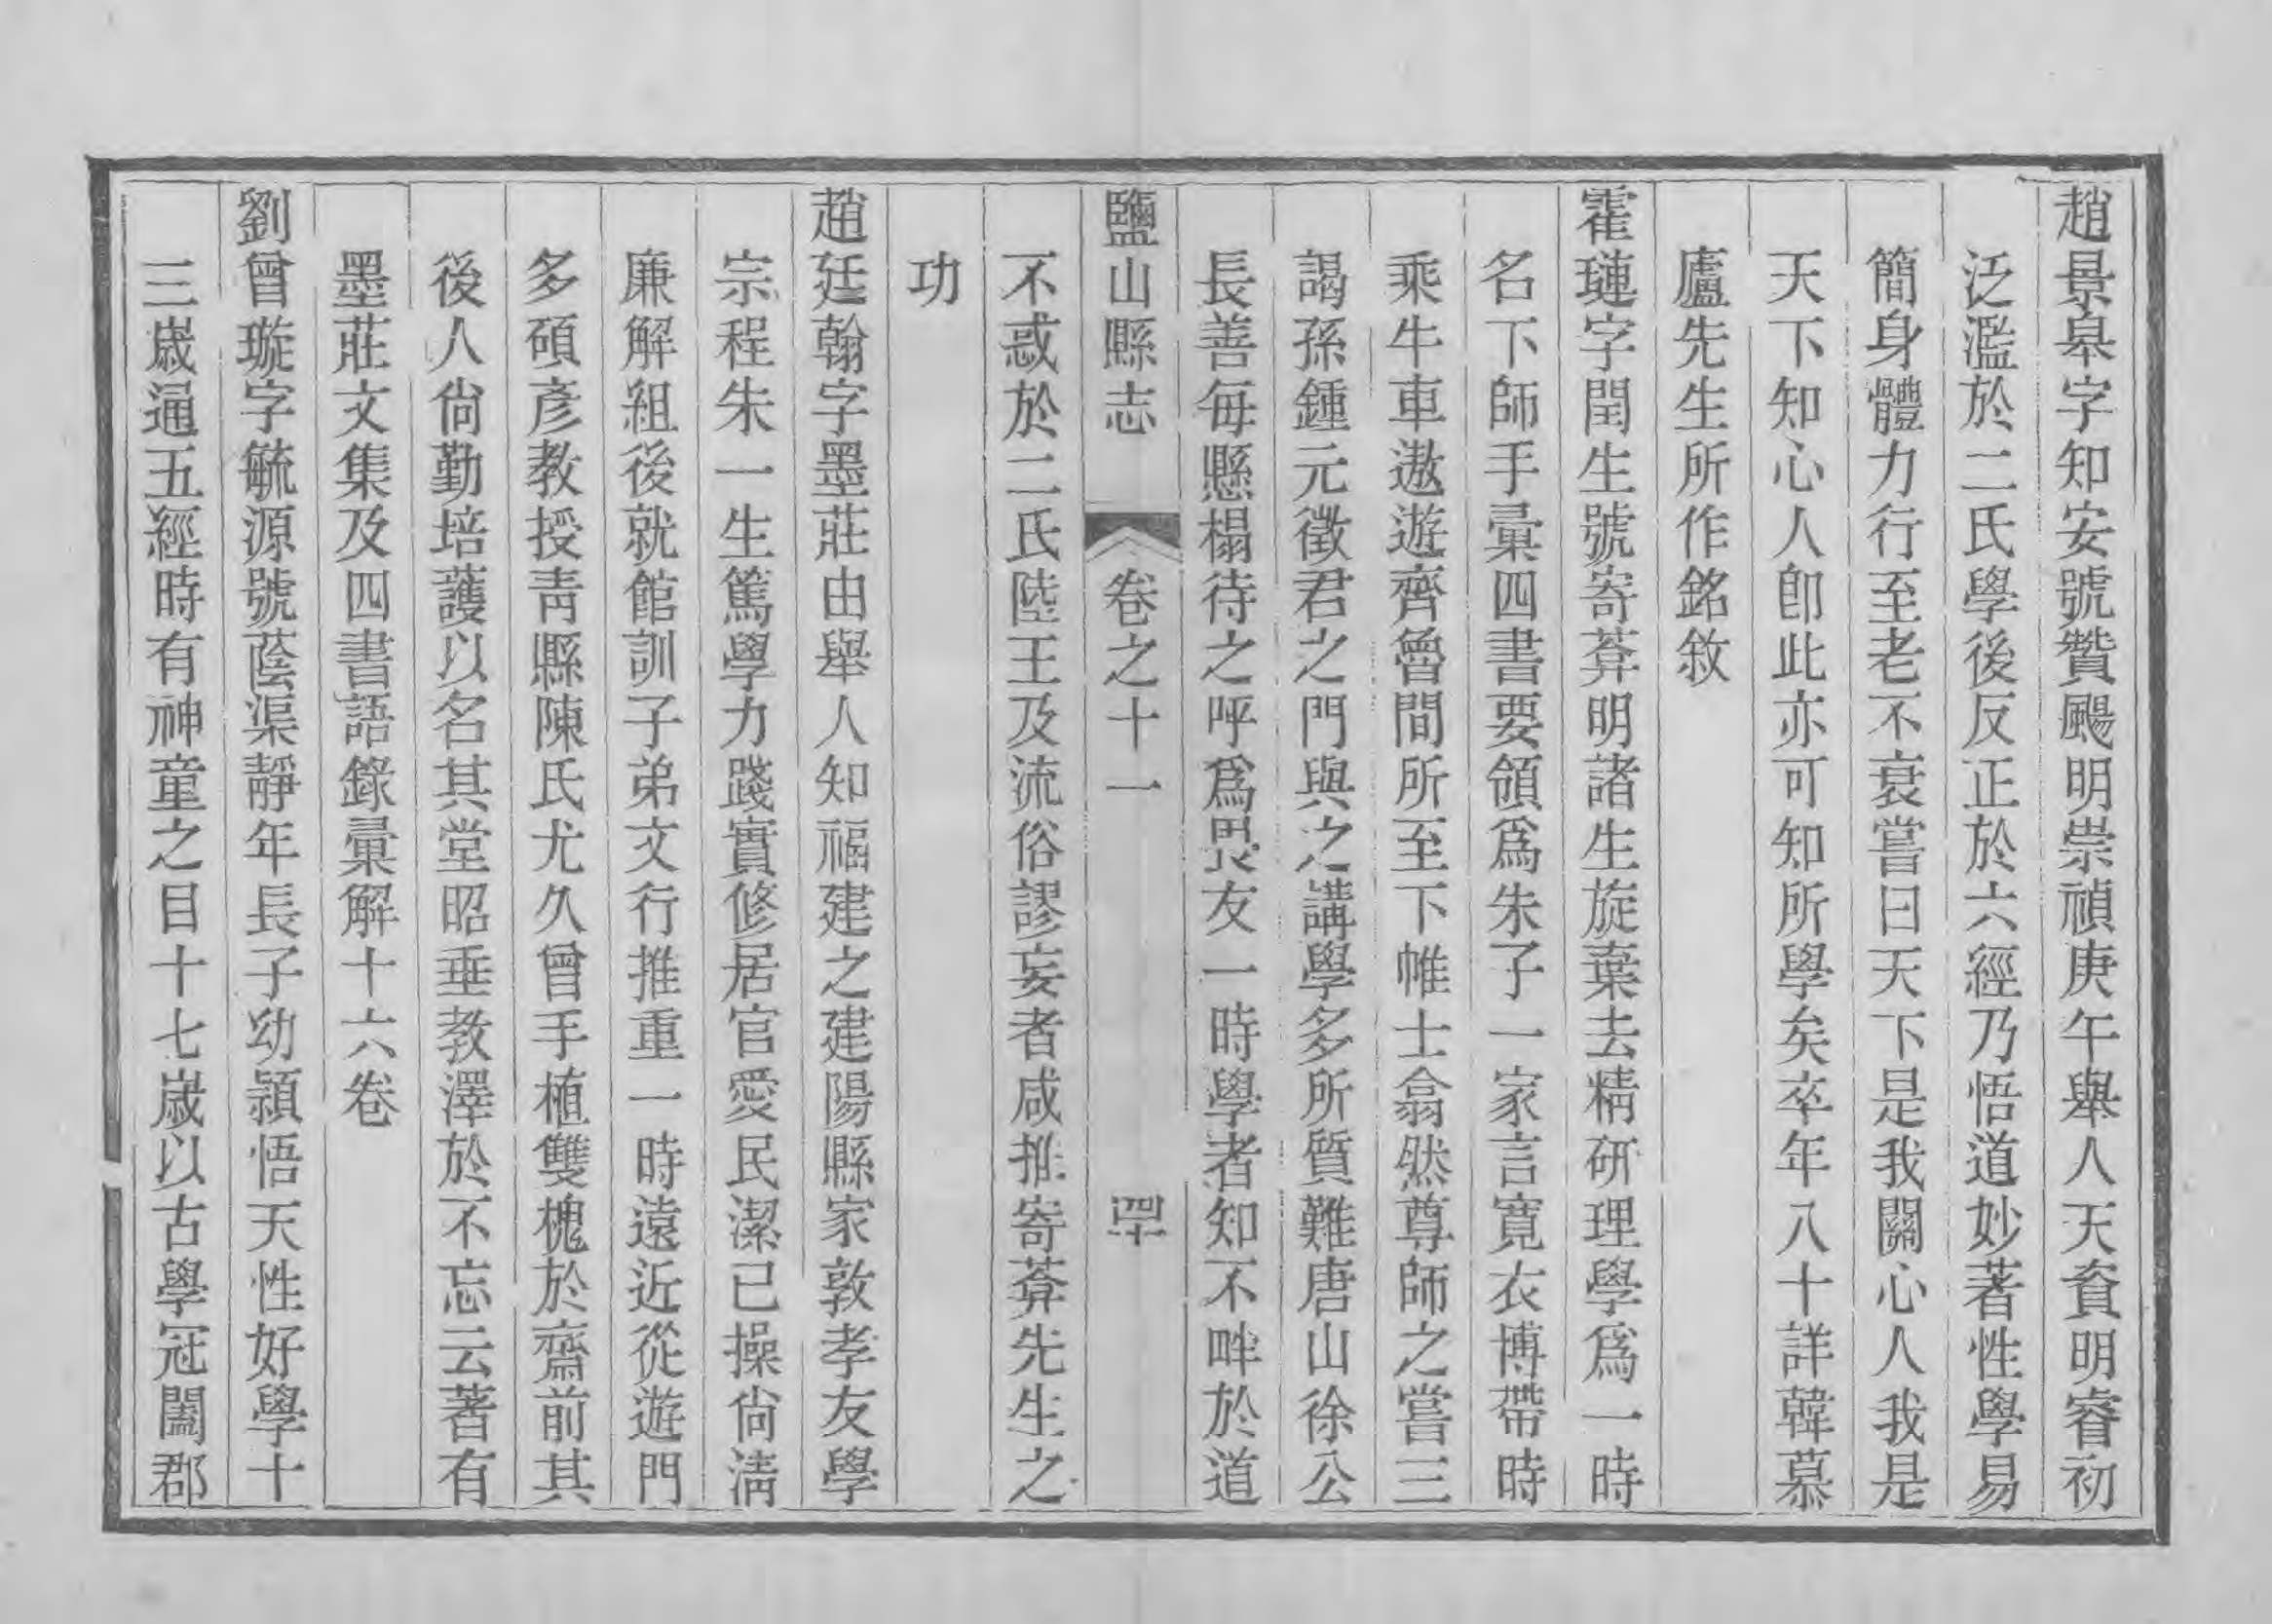 趙景皋字知安號贊颺明崇禎庚午舉人天資明睿初
泛濫於二氏學後反正於六經乃悟道妙著性學易
簡身體力行至老不衰嘗曰天下是我關心人我是
天下知心人卽此亦可知所學矣卒年八十詳韓慕
廬先生所作銘敘
霍璉字閏生號寄莽明諸生旋棄去精研理學爲一時
名下師手彙四書要領爲朱子一家言寬衣博帶時
乘牛車遨遊齊魯間所至下帷士翕然尊師之嘗三
謁孫鍾元徵君之門與之講學多所質難唐山徐公
長善每懸榻待之呼爲畏友一時學者知不畔於道
鹽山縣志 卷之十一 四十
不惑於二氏陸王及流俗謬妄者咸推寄莽先生之
功
趙廷翰字墨莊由舉人知福建之建陽縣家敦孝友學
宗程朱一生篤學力踐實修居官愛民潔己操尙淸
廉解組後就館訓子弟文行推重一時遠近從遊門
多碩彥教授靑縣陳氏尤久曾手植雙槐於齋前其
後人尙勤培護以名其堂昭垂教澤於不忘云著有
墨莊文集及四書語錄彙解十六卷
劉曾璇字毓源號蔭渠靜年長子幼穎悟天性好學十
三歲通五經時有神童之目十七歲以古學冠闔郡